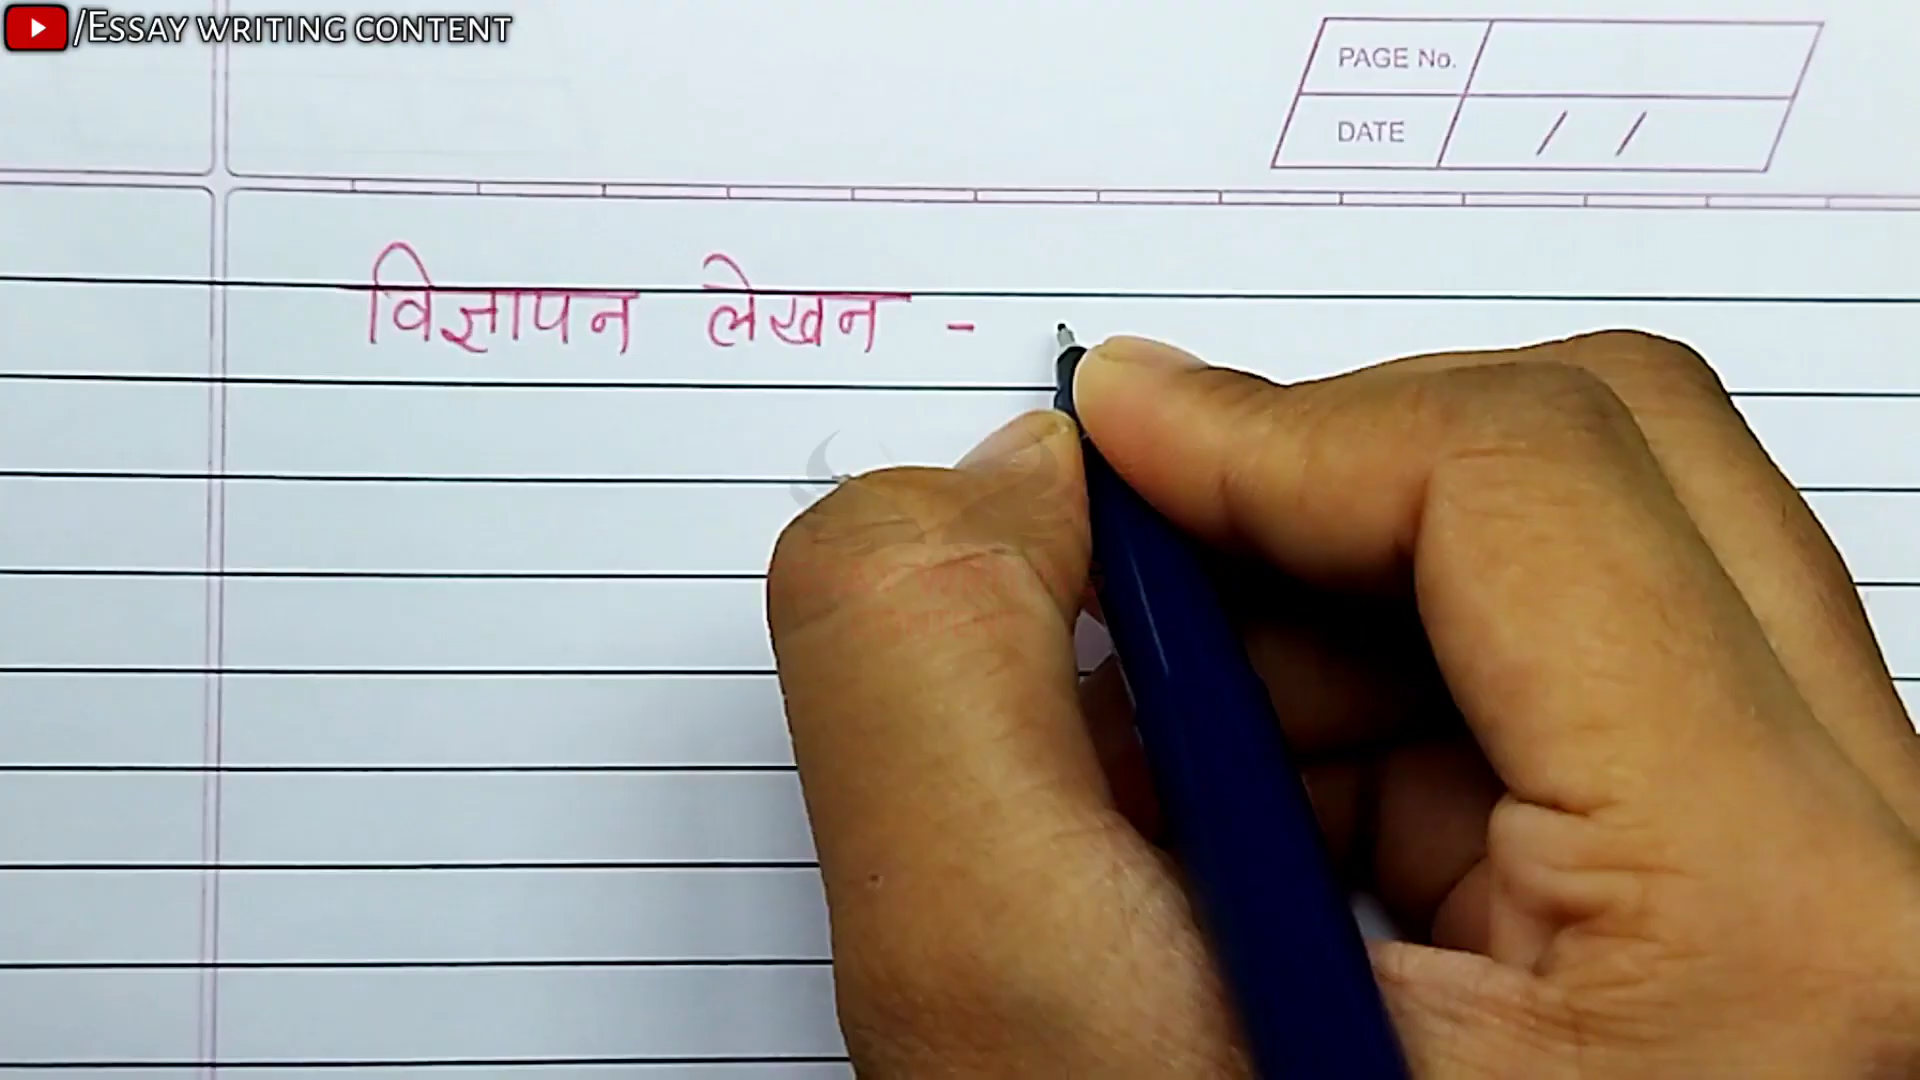 /Essay writing content
PAGE No.
DATE / /
विज्ञापन लेखन -